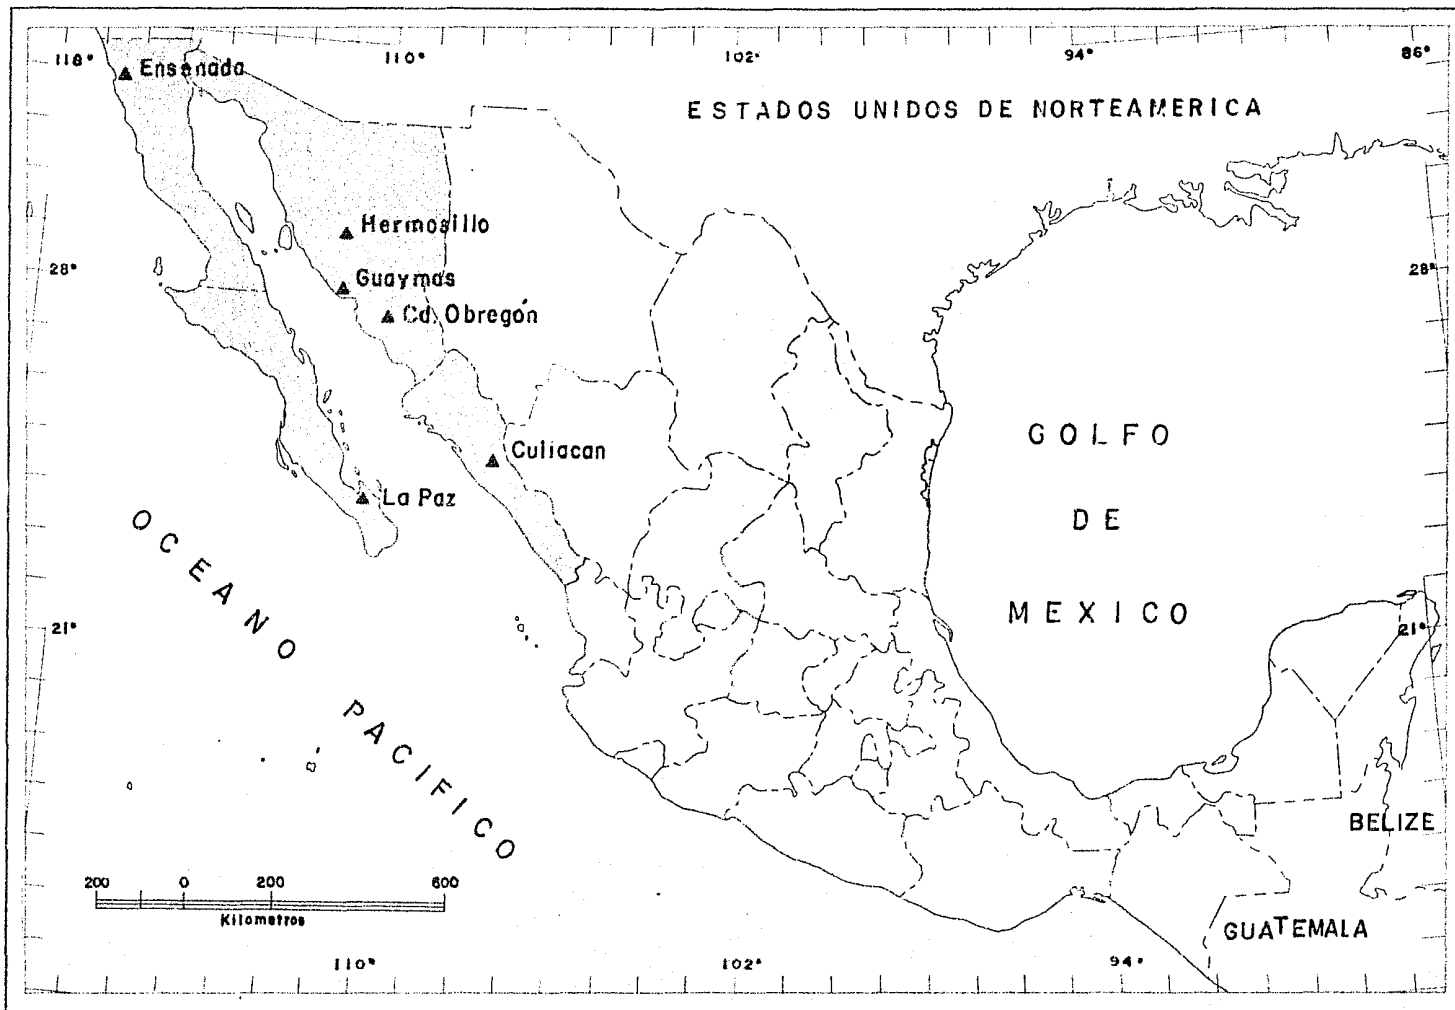 118°
110°
102°
94°
86°
Ensenada
ESTADOS UNIDOS DE NORTEAMERICA
Hermosillo
28°
Guaymas
28°
Cd. Obregón
GOLFO
DE
MEXICO
Culiacan
La Paz
OCEANO PACIFICO
21°
21°
BELIZE
GUATEMALA
200 0 200 600
Kilometros
110°
102°
94°